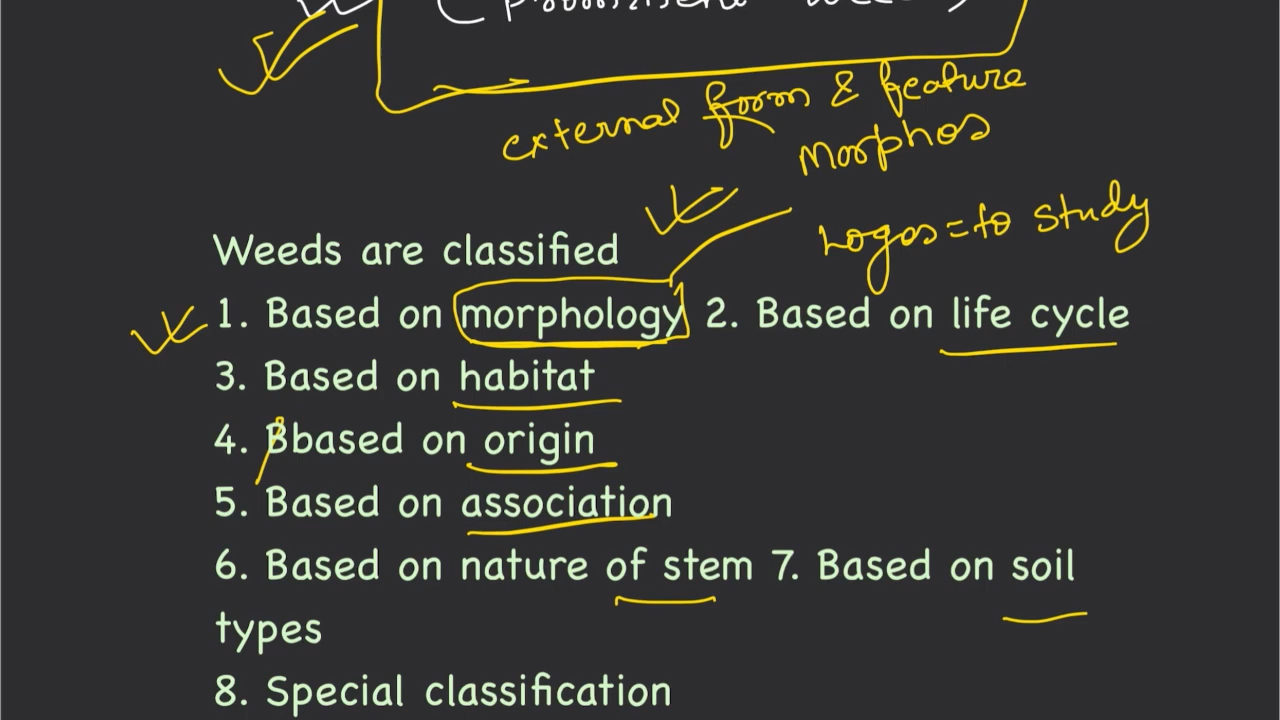 external form & feature
Morphos
Logos = to study
Weeds are classified
1. Based on morphology 2. Based on life cycle
3. Based on habitat
4. Bbased on origin
5. Based on association
6. Based on nature of stem 7. Based on soil
types
8. Special classification